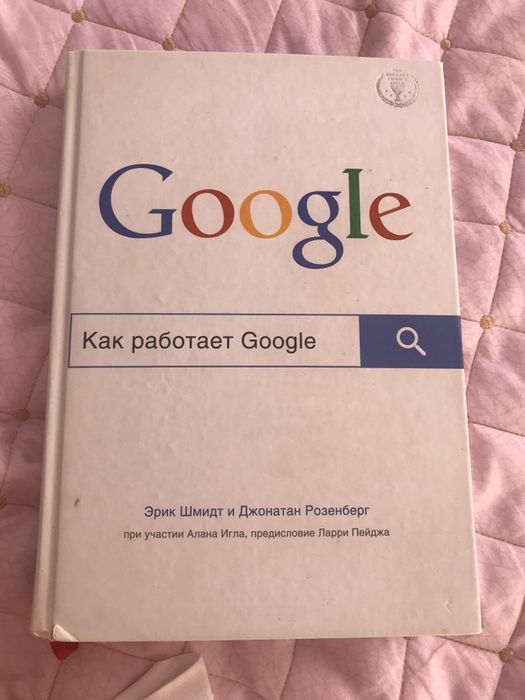 Google
Как работает Google
Эрик Шмидт и Джонатан Розенберг
при участии Алана Игла, предисловие Ларри Пейджа